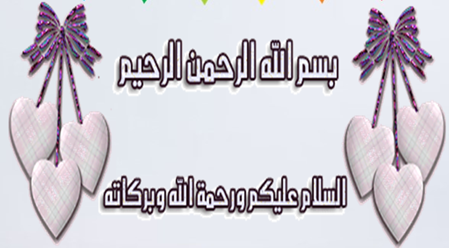 بسم الله الرحمن الرحيم
السلام عليكم ورحمة الله وبركاته